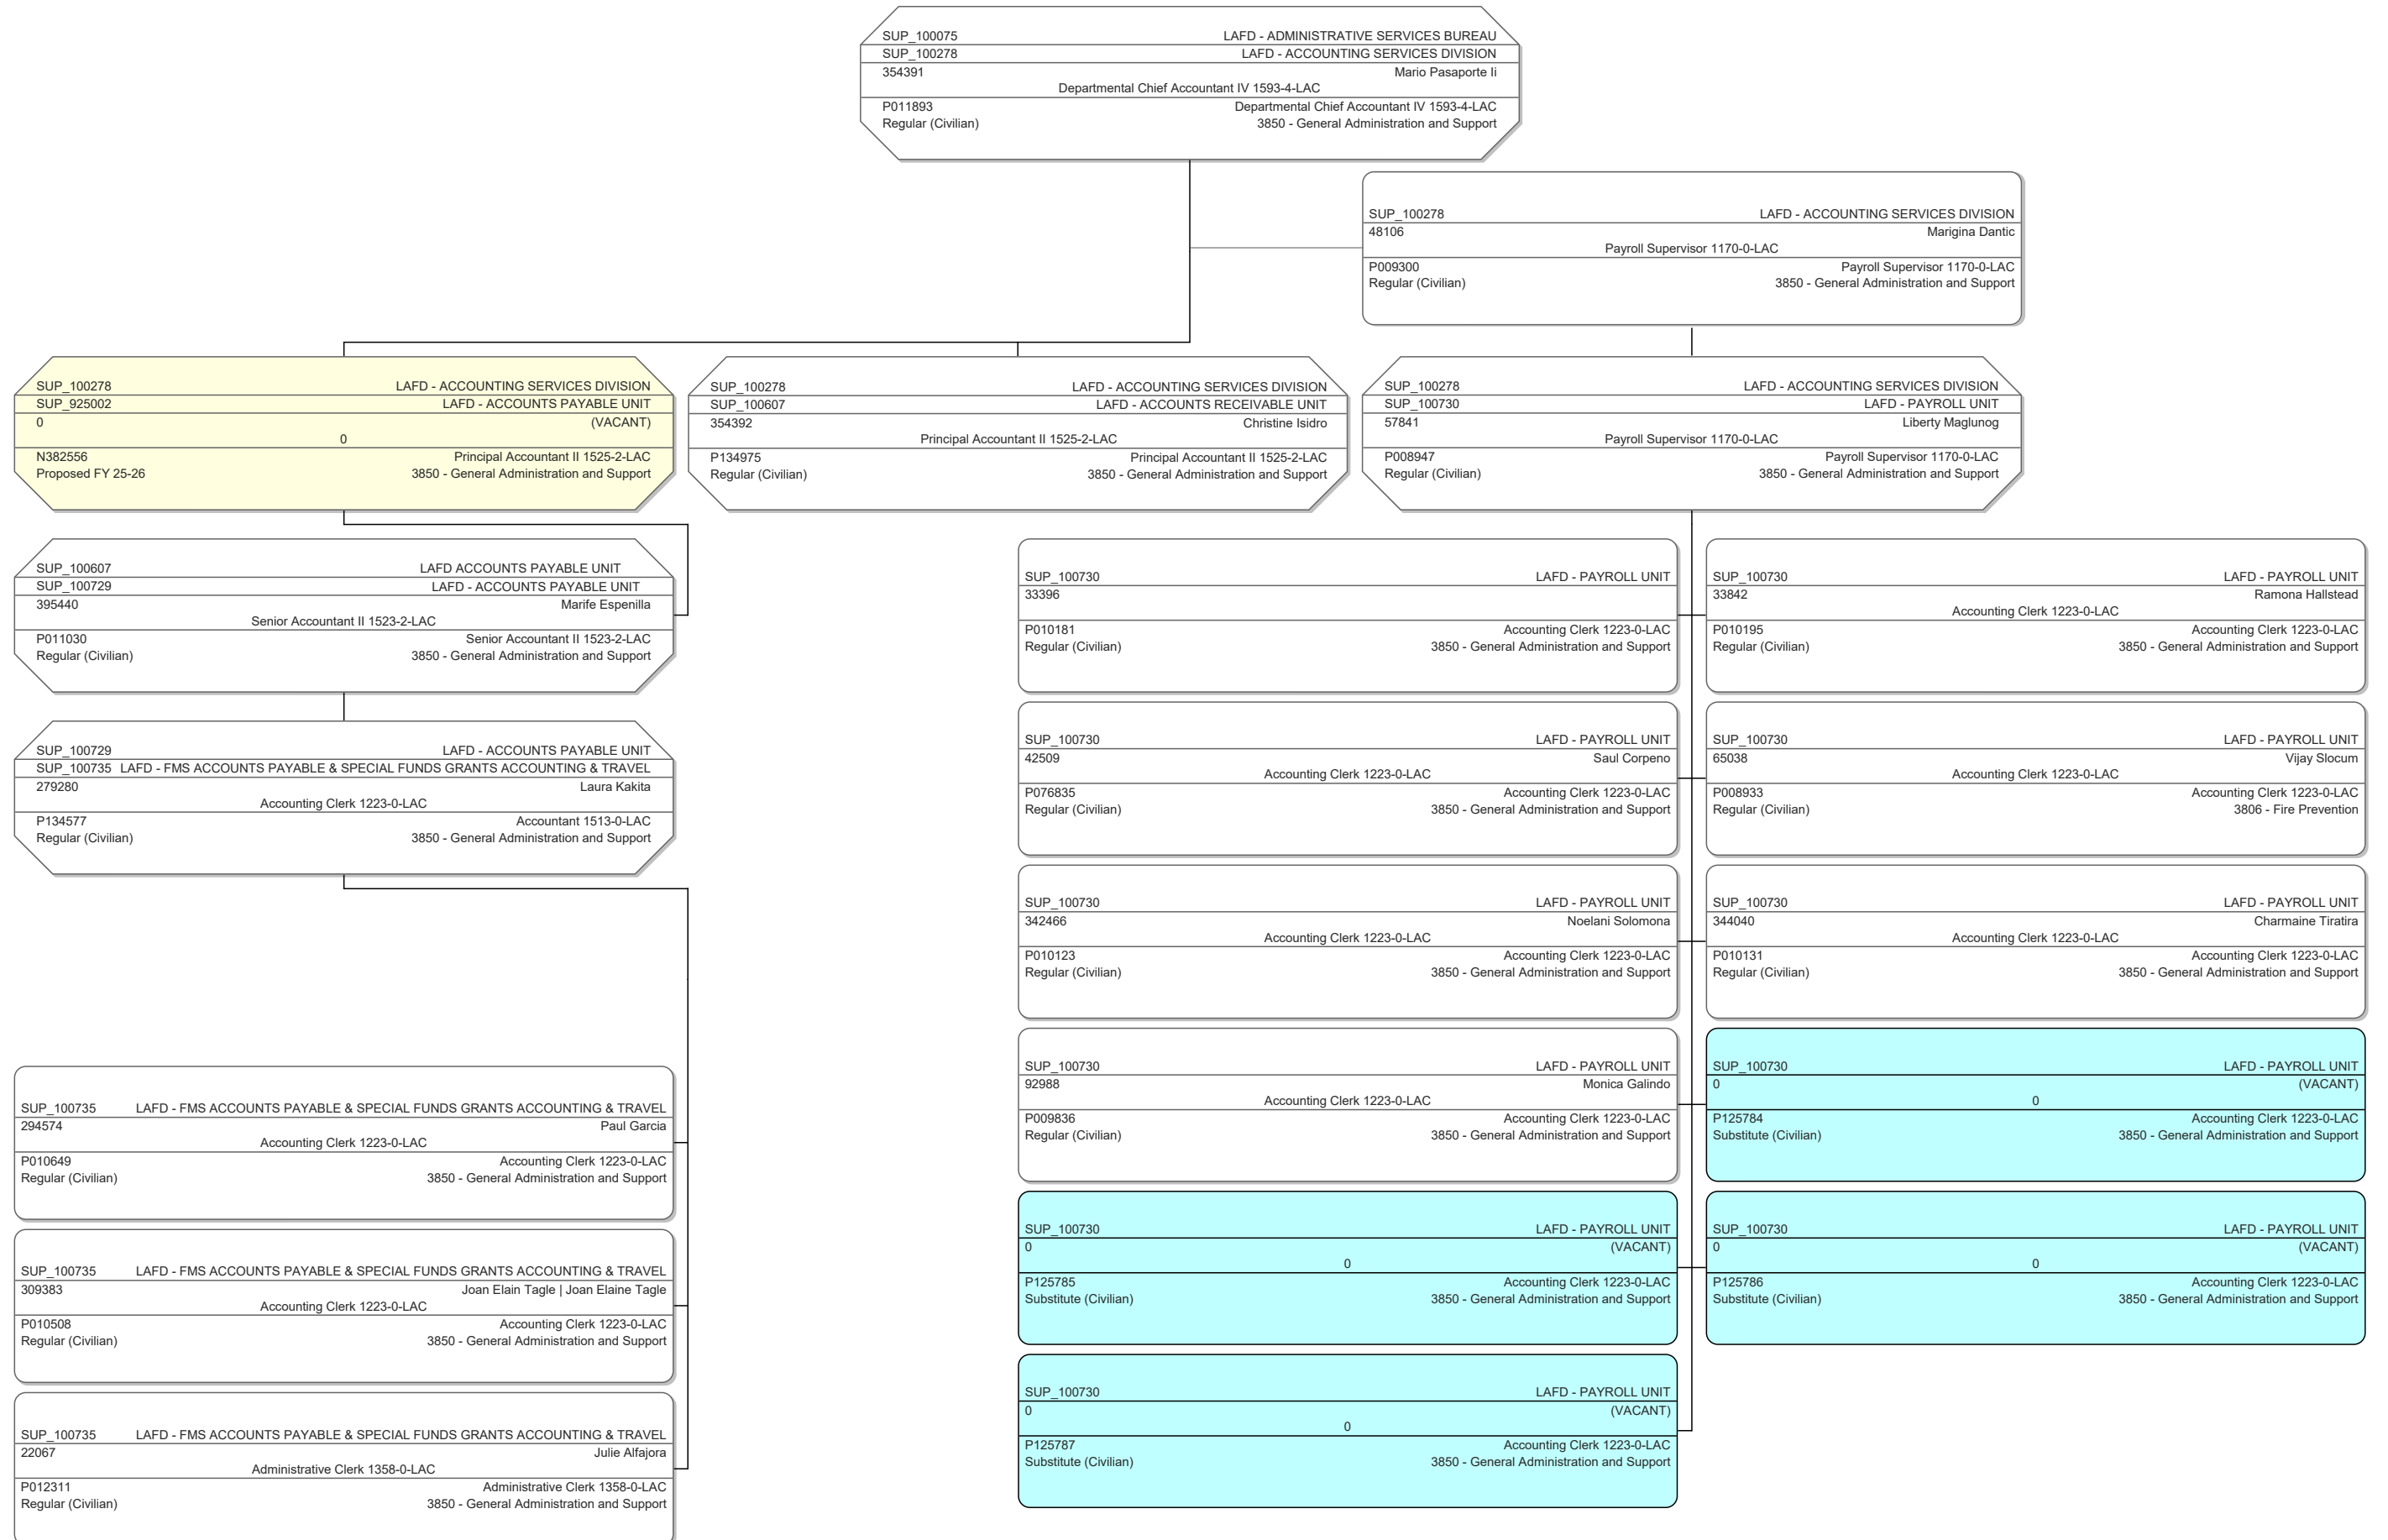 SUP_100075 LAFD - ADMINISTRATIVE SERVICES BUREAU
SUP_100278 LAFD - ACCOUNTING SERVICES DIVISION
354391 Mario Pasaporte Ii
Departmental Chief Accountant IV 1593-4-LAC
P011893 Departmental Chief Accountant IV 1593-4-LAC
Regular (Civilian) 3850 - General Administration and Support
SUP_100278 LAFD - ACCOUNTING SERVICES DIVISION
48106 Marigina Dantic
Payroll Supervisor 1170-0-LAC
P009300 Payroll Supervisor 1170-0-LAC
Regular (Civilian) 3850 - General Administration and Support
SUP_100278 LAFD - ACCOUNTING SERVICES DIVISION
SUP_925002 LAFD - ACCOUNTS PAYABLE UNIT
0 (VACANT)
0
N382556 Principal Accountant II 1525-2-LAC
Proposed FY 25-26 3850 - General Administration and Support
SUP_100278 LAFD - ACCOUNTING SERVICES DIVISION
SUP_100607 LAFD - ACCOUNTS RECEIVABLE UNIT
354392 Christine Isidro
Principal Accountant II 1525-2-LAC
P134975 Principal Accountant II 1525-2-LAC
Regular (Civilian) 3850 - General Administration and Support
SUP_100278 LAFD - ACCOUNTING SERVICES DIVISION
SUP_100730 LAFD - PAYROLL UNIT
57841 Liberty Maglunog
Payroll Supervisor 1170-0-LAC
P008947 Payroll Supervisor 1170-0-LAC
Regular (Civilian) 3850 - General Administration and Support
SUP_100607 LAFD ACCOUNTS PAYABLE UNIT
SUP_100729 LAFD - ACCOUNTS PAYABLE UNIT
395440 Marife Espenilla
Senior Accountant II 1523-2-LAC
P011030 Senior Accountant II 1523-2-LAC
Regular (Civilian) 3850 - General Administration and Support
SUP_100729 LAFD - ACCOUNTS PAYABLE UNIT
SUP_100735 LAFD - FMS ACCOUNTS PAYABLE & SPECIAL FUNDS GRANTS ACCOUNTING & TRAVEL
279280 Laura Kakita
Accounting Clerk 1223-0-LAC
P134577 Accountant 1513-0-LAC
Regular (Civilian) 3850 - General Administration and Support
SUP_100735 LAFD - FMS ACCOUNTS PAYABLE & SPECIAL FUNDS GRANTS ACCOUNTING & TRAVEL
294574 Paul Garcia
Accounting Clerk 1223-0-LAC
P010649 Accounting Clerk 1223-0-LAC
Regular (Civilian) 3850 - General Administration and Support
SUP_100735 LAFD - FMS ACCOUNTS PAYABLE & SPECIAL FUNDS GRANTS ACCOUNTING & TRAVEL
309383 Joan Elain Tagle | Joan Elaine Tagle
Accounting Clerk 1223-0-LAC
P010508 Accounting Clerk 1223-0-LAC
Regular (Civilian) 3850 - General Administration and Support
SUP_100735 LAFD - FMS ACCOUNTS PAYABLE & SPECIAL FUNDS GRANTS ACCOUNTING & TRAVEL
22067 Julie Alfajora
Administrative Clerk 1358-0-LAC
P012311 Administrative Clerk 1358-0-LAC
Regular (Civilian) 3850 - General Administration and Support
SUP_100730 LAFD - PAYROLL UNIT
33396
P010181 Accounting Clerk 1223-0-LAC
Regular (Civilian) 3850 - General Administration and Support
SUP_100730 LAFD - PAYROLL UNIT
33842 Ramona Hallstead
Accounting Clerk 1223-0-LAC
P010195 Accounting Clerk 1223-0-LAC
Regular (Civilian) 3850 - General Administration and Support
SUP_100730 LAFD - PAYROLL UNIT
42509 Saul Corpeno
Accounting Clerk 1223-0-LAC
P076835 Accounting Clerk 1223-0-LAC
Regular (Civilian) 3850 - General Administration and Support
SUP_100730 LAFD - PAYROLL UNIT
65038 Vijay Slocum
Accounting Clerk 1223-0-LAC
P008933 Accounting Clerk 1223-0-LAC
Regular (Civilian) 3806 - Fire Prevention
SUP_100730 LAFD - PAYROLL UNIT
342466 Noelani Solomona
Accounting Clerk 1223-0-LAC
P010123 Accounting Clerk 1223-0-LAC
Regular (Civilian) 3850 - General Administration and Support
SUP_100730 LAFD - PAYROLL UNIT
344040 Charmaine Tiratira
Accounting Clerk 1223-0-LAC
P010131 Accounting Clerk 1223-0-LAC
Regular (Civilian) 3850 - General Administration and Support
SUP_100730 LAFD - PAYROLL UNIT
92988 Monica Galindo
Accounting Clerk 1223-0-LAC
P009836 Accounting Clerk 1223-0-LAC
Regular (Civilian) 3850 - General Administration and Support
SUP_100730 LAFD - PAYROLL UNIT
0 (VACANT)
0
P125784 Accounting Clerk 1223-0-LAC
Substitute (Civilian) 3850 - General Administration and Support
SUP_100730 LAFD - PAYROLL UNIT
0 (VACANT)
0
P125785 Accounting Clerk 1223-0-LAC
Substitute (Civilian) 3850 - General Administration and Support
SUP_100730 LAFD - PAYROLL UNIT
0 (VACANT)
0
P125786 Accounting Clerk 1223-0-LAC
Substitute (Civilian) 3850 - General Administration and Support
SUP_100730 LAFD - PAYROLL UNIT
0 (VACANT)
0
P125787 Accounting Clerk 1223-0-LAC
Substitute (Civilian) 3850 - General Administration and Support